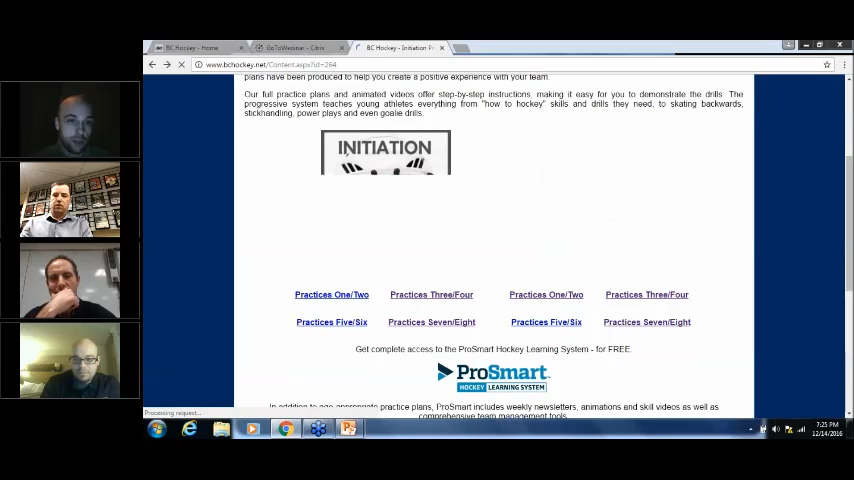 BC Hockey - Home
GoToWebinar - Citrix
BC Hockey - Initiation P
www.bchockey.net/Content.aspx?id=264
plans have been produced to help you create a positive experience with your team.
Our full practice plans and animated videos offer step-by-step instructions, making it easy for you to demonstrate the drills. The
progressive system teaches young athletes everything from "how to hockey" skills and drills they need, to skating backwards,
stickhandling, power plays and even goalie drills.
INITIATION
Practices One/Two Practices Three/Four Practices One/Two Practices Three/Four
Practices Five/Six Practices Seven/Eight Practices Five/Six Practices Seven/Eight
Get complete access to the ProSmart Hockey Learning System - for FREE.
ProSmart
HOCKEY LEARNING SYSTEM
In addition to age-appropriate practice plans, ProSmart includes weekly newsletters, animations and skill videos as well as
comprehensive team management tools.
Processing request...
7:25 PM
12/14/2016